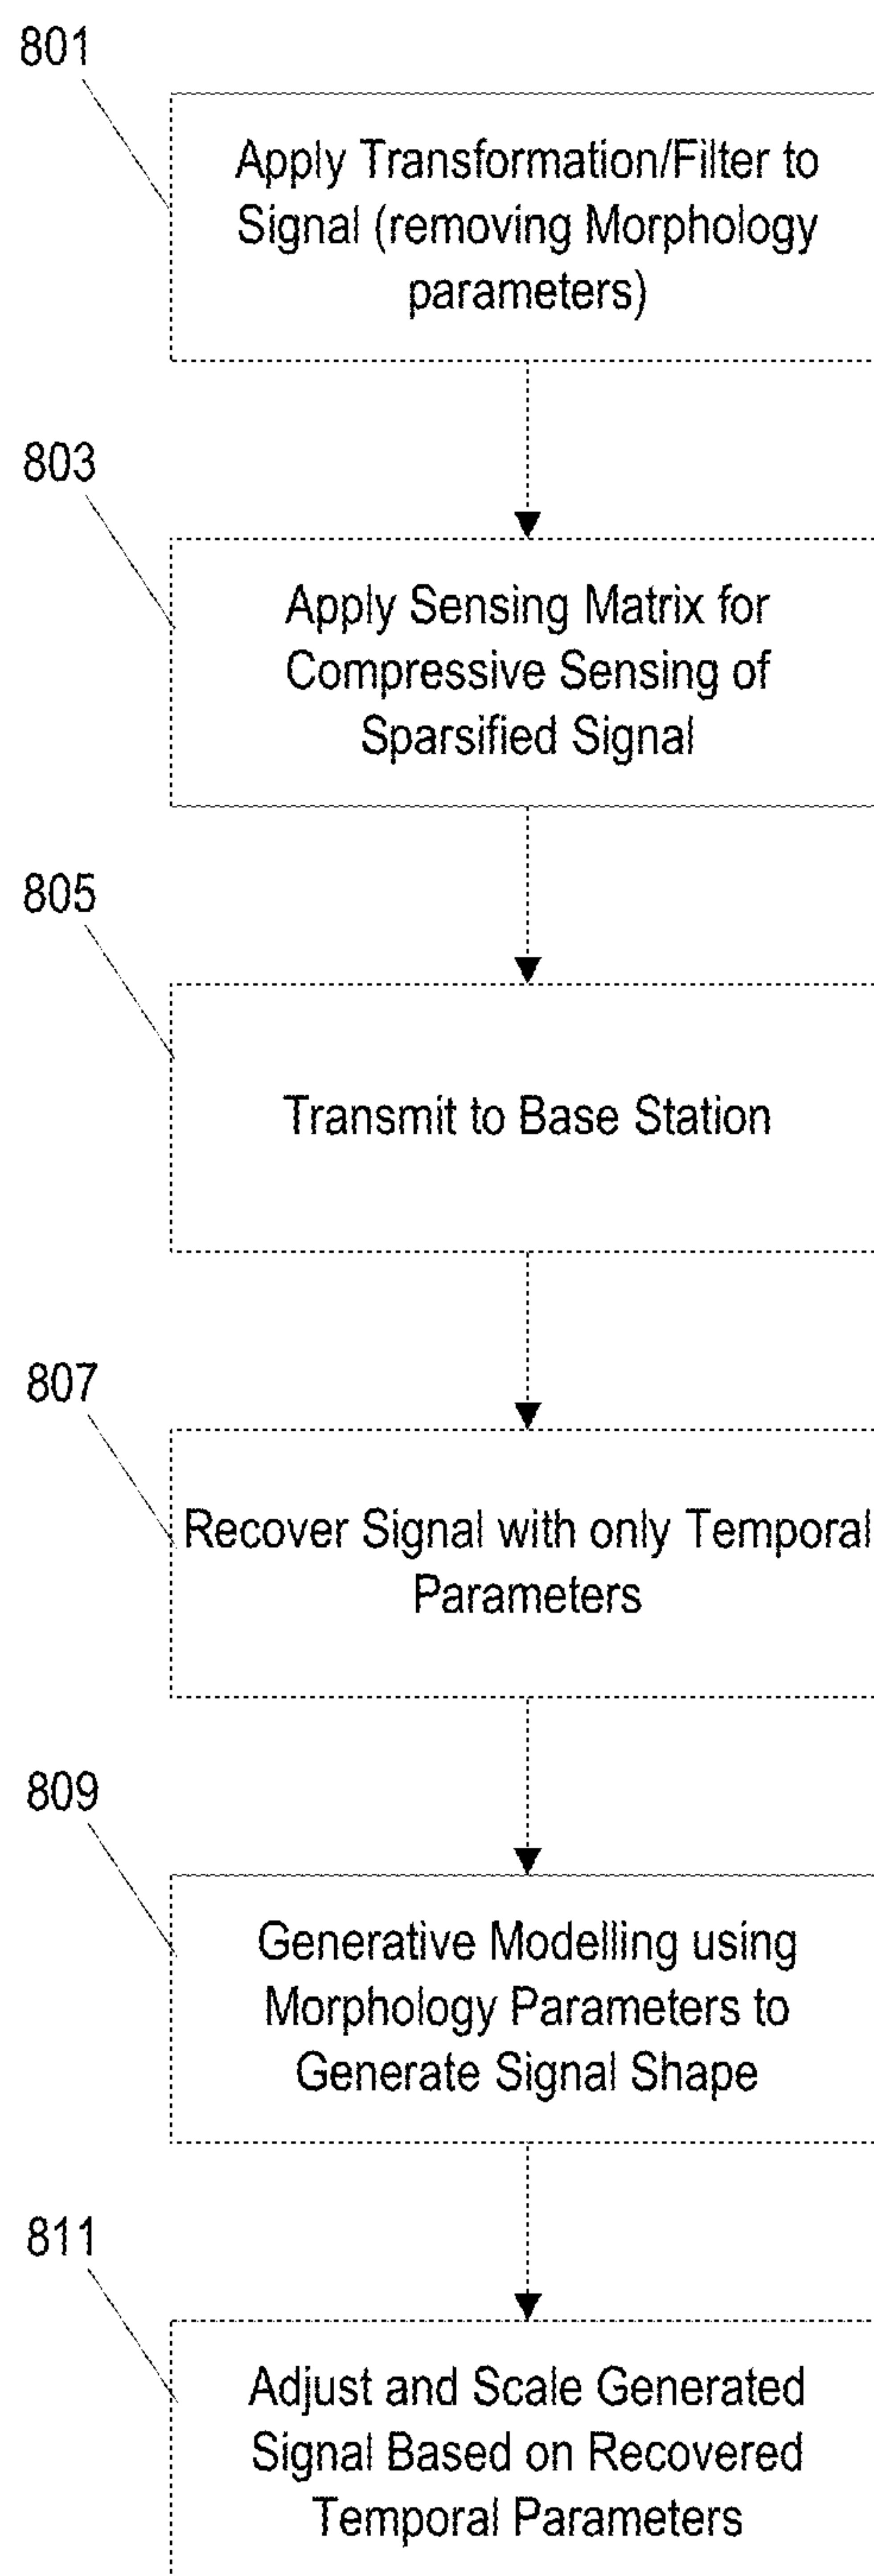 801
Apply Transformation/Filter to
Signal (removing Morphology
parameters)
803
Apply Sensing Matrix for
Compressive Sensing of
Sparsified Signal
805
Transmit to Base Station
807
Recover Signal with only Temporal
Parameters
809
Generative Modelling using
Morphology Parameters to
Generate Signal Shape
811
Adjust and Scale Generated
Signal Based on Recovered
Temporal Parameters